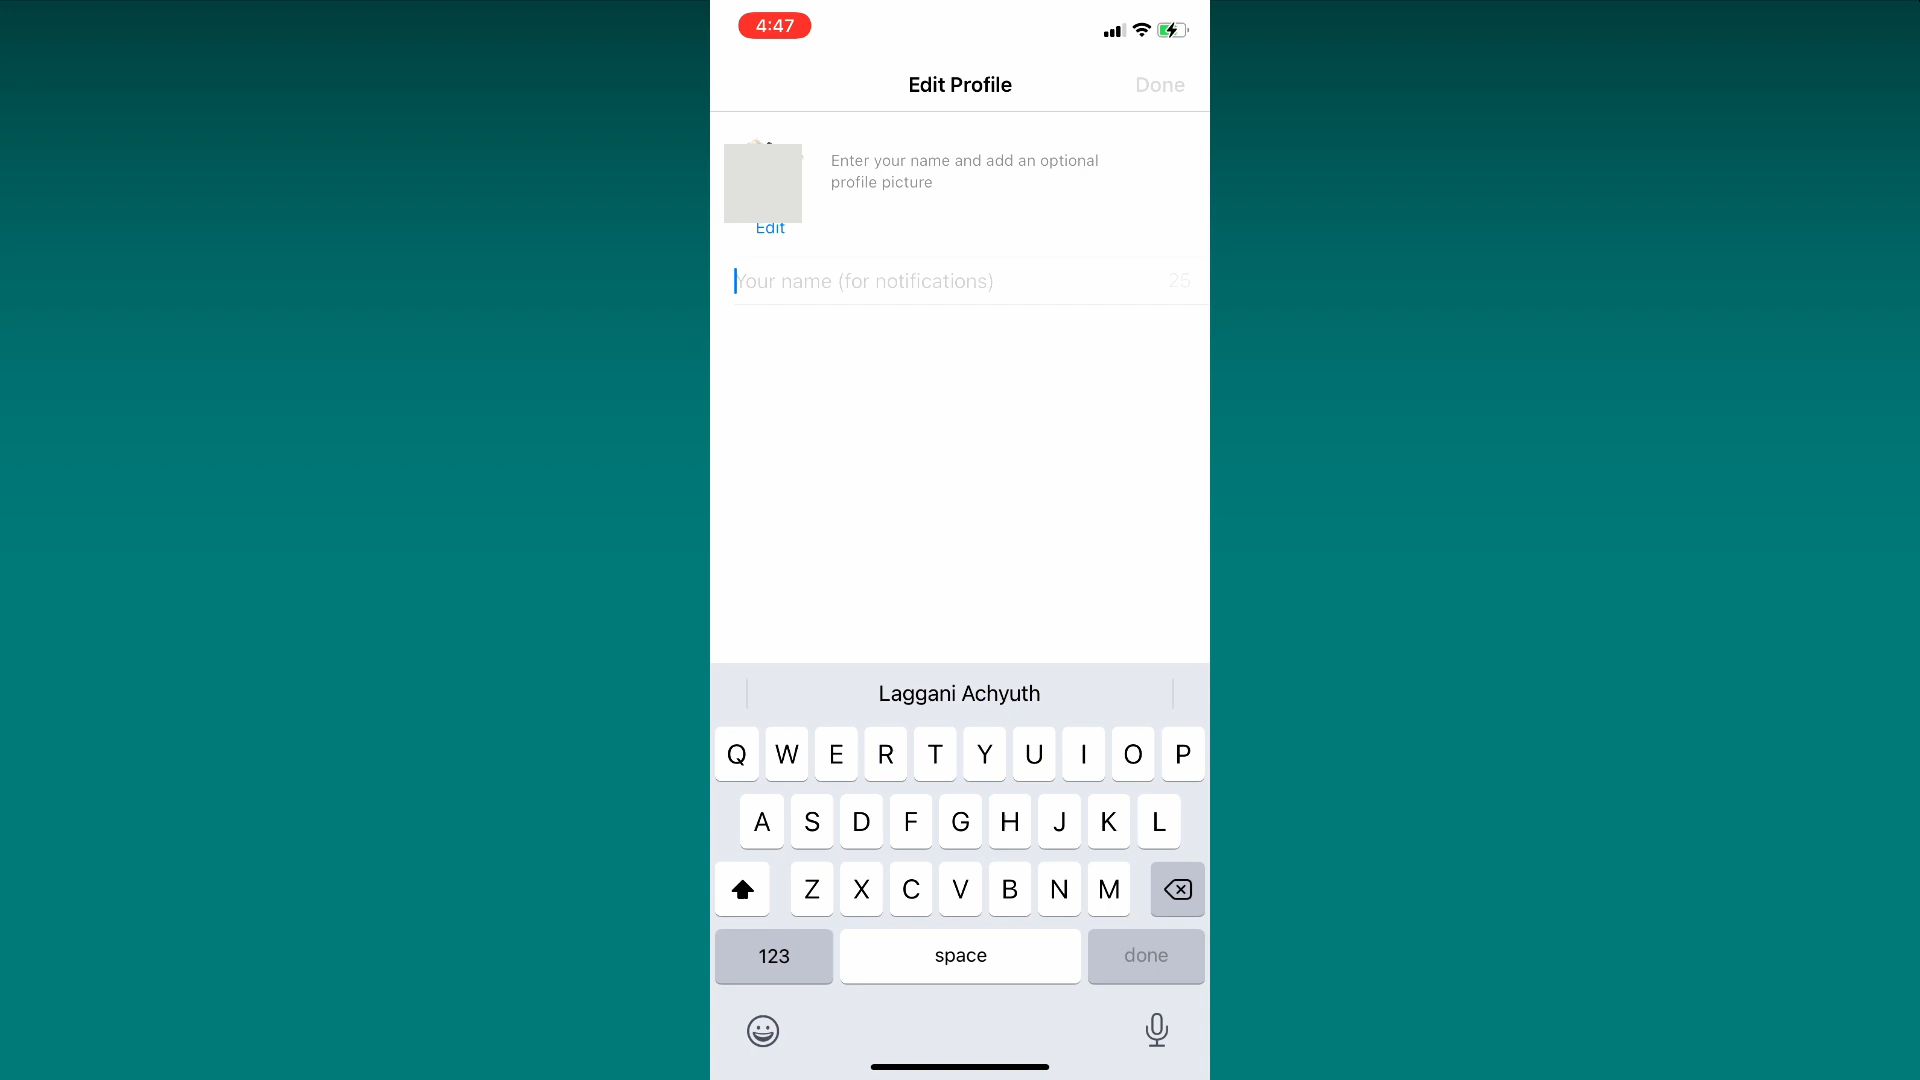 4:47
Edit Profile
Done
Enter your name and add an optional
profile picture
Edit
Your name (for notifications)
25
Laggani Achyuth
Q W E R T Y U I O P
A S D F G H J K L
Z X C V B N M
123
space
done